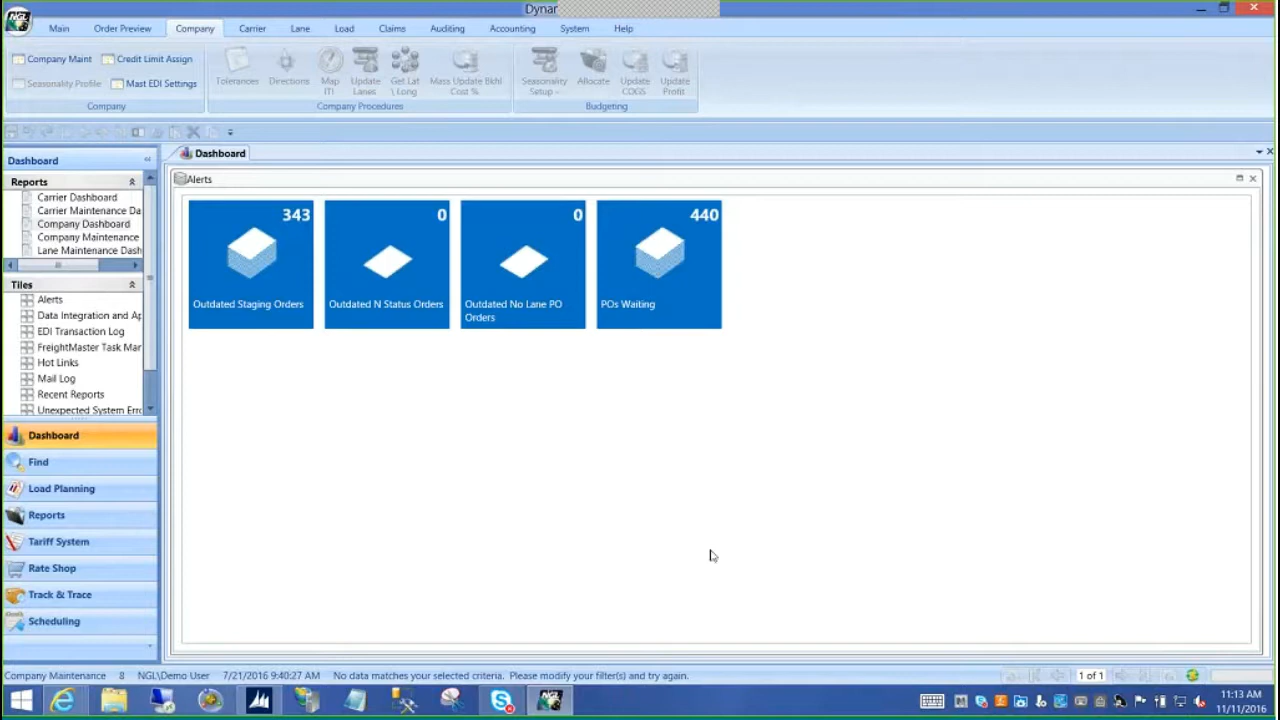 Dynar
NGL
Main Order Preview Company Carrier Lane Load Claims Auditing Accounting System Help
Company Maint Credit Limit Assign
Seasonality Profile Mast EDI Settings
Company
Tolerances Directions Map IT! Update Lanes Get Lat \ Long Mass Update Bkhl Cost %
Company Procedures
Seasonality Setup Allocate Update COGS Update Profit
Budgeting
Dashboard
Reports
Carrier Dashboard
Carrier Maintenance Da
Company Dashboard
Company Maintenance
Lane Maintenance Dash
Tiles
Alerts
Data Integration and Ap
EDI Transaction Log
FreightMaster Task Mar
Hot Links
Mail Log
Recent Reports
Unexpected System Erro
Dashboard
Find
Load Planning
Reports
Tariff System
Rate Shop
Track & Trace
Scheduling
Dashboard
Alerts
343
Outdated Staging Orders
0
Outdated N Status Orders
0
Outdated No Lane PO
Orders
440
POs Waiting
Company Maintenance 8 NGL\Demo User 7/21/2016 9:40:27 AM No data matches your selected criteria. Please modify your filter(s) and try again. 1 of 1
NGL
11:13 AM
11/11/2016